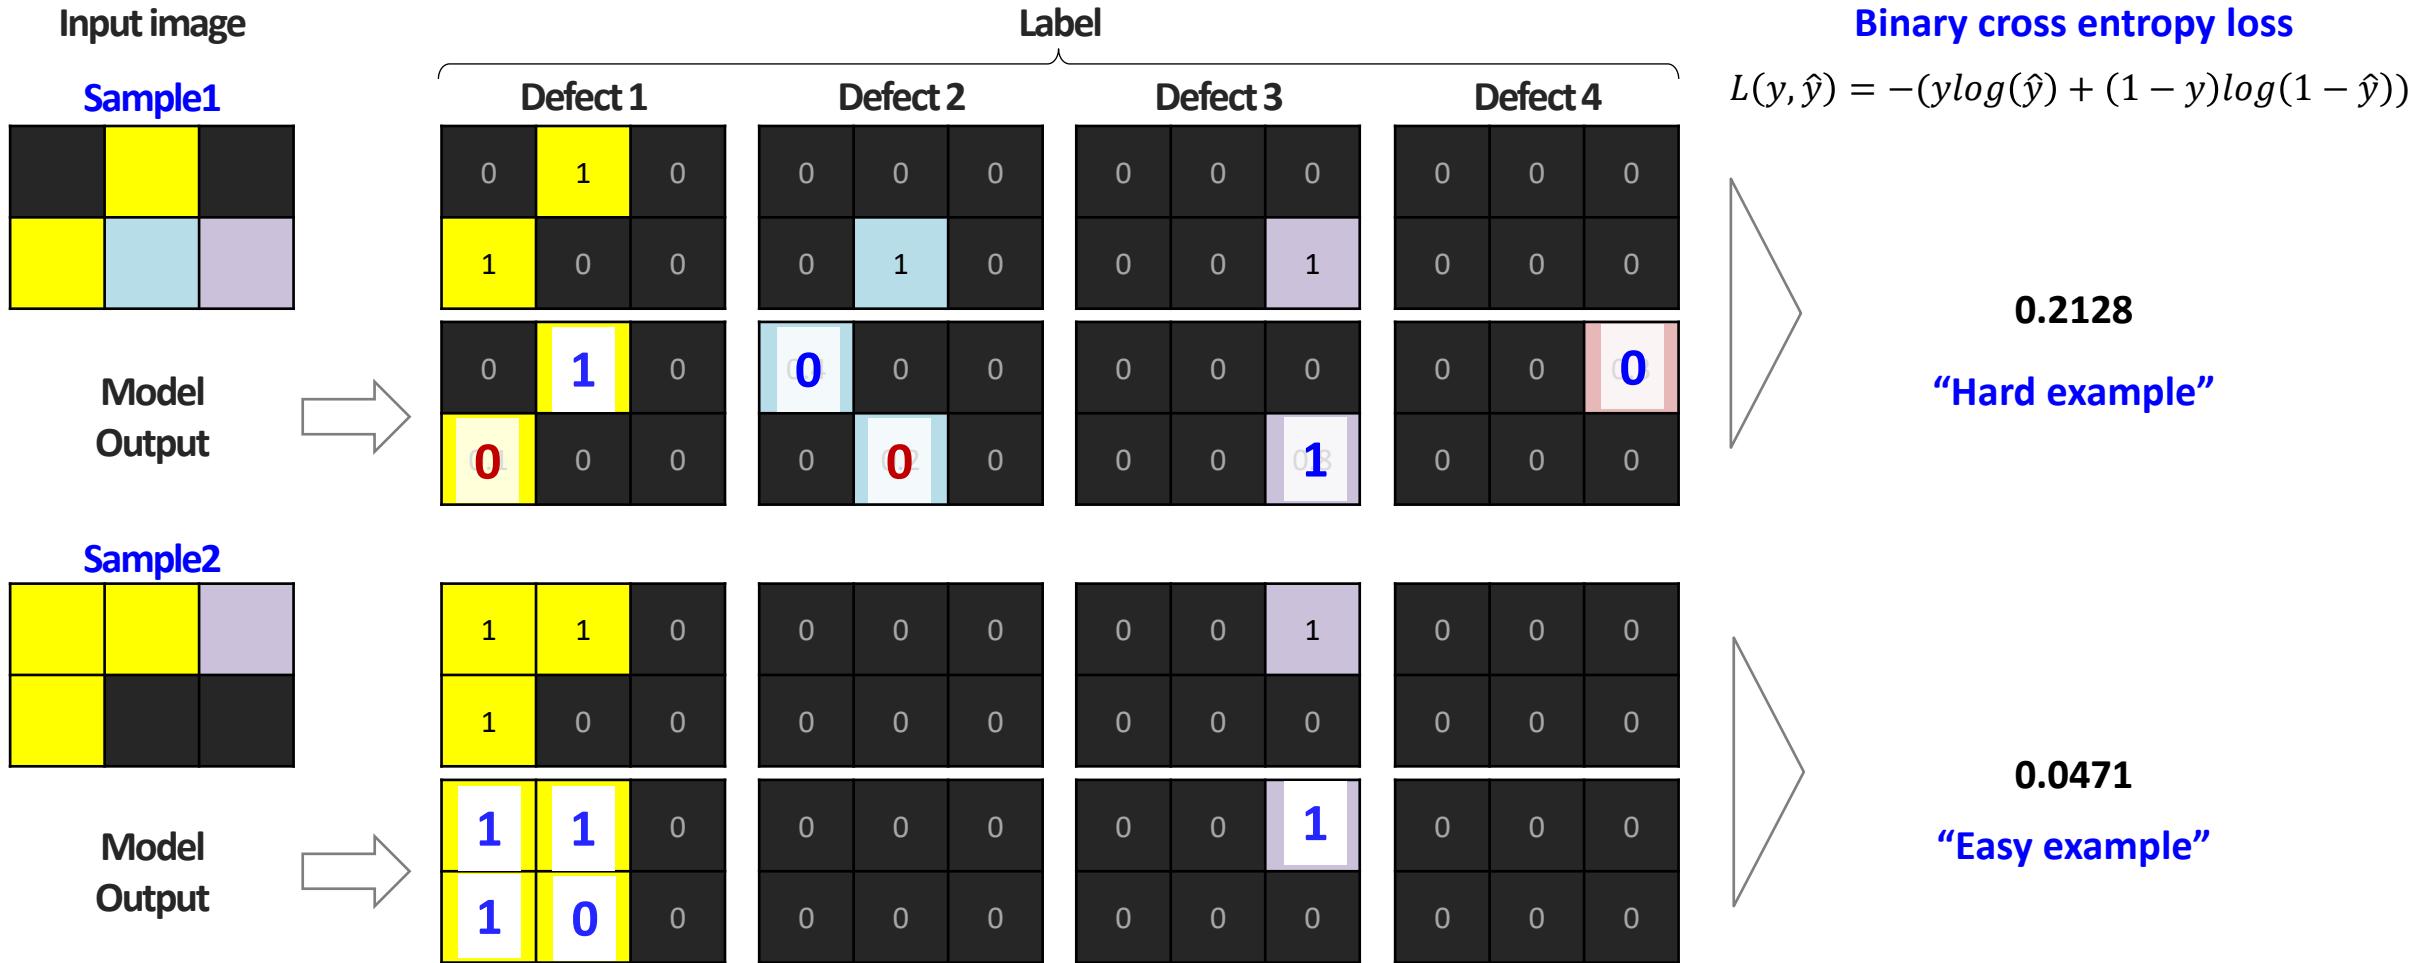 Input image
Label
Binary cross entropy loss
Sample1
Defect 1
Defect 2
Defect 3
Defect 4
L(y, ŷ) = −(ylog(ŷ) + (1 − y)log(1 − ŷ))
0 1 0 0 0 0 0 0 0 0 0 0
1 0 0 0 1 0 0 0 1 0 0 0
0.2128
"Hard example"
Model
Output
0 1 0 0 0 0 0 0 0 0 0 0
0 0 0 0 0 0 0 0 1 0 0 0
Sample2
1 1 0 0 0 0 0 0 1 0 0 0
1 0 0 0 0 0 0 0 0 0 0 0
0.0471
“Easy example”
Model
Output
1 1 0 0 0 0 0 0 1 0 0 0
1 0 0 0 0 0 0 0 0 0 0 0